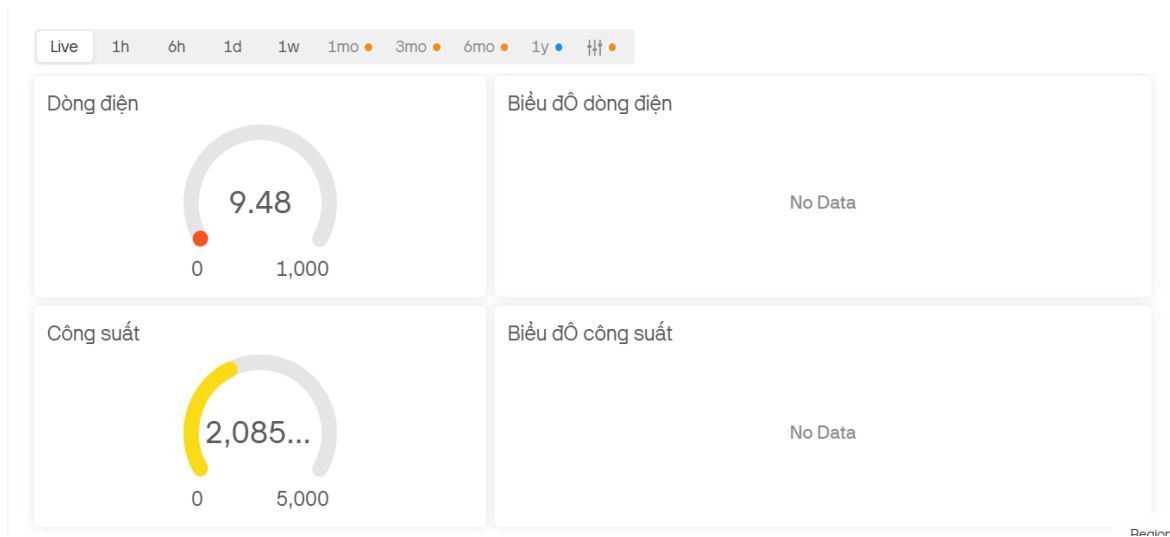 Live 1h 6h 1d 1w 1mo 3mo 6mo 1y
Dòng điện
9.48
0 1,000
Biểu đÔ dòng điện
No Data
Công suất
2,085...
0 5,000
Biểu đÔ công suất
No Data
Region